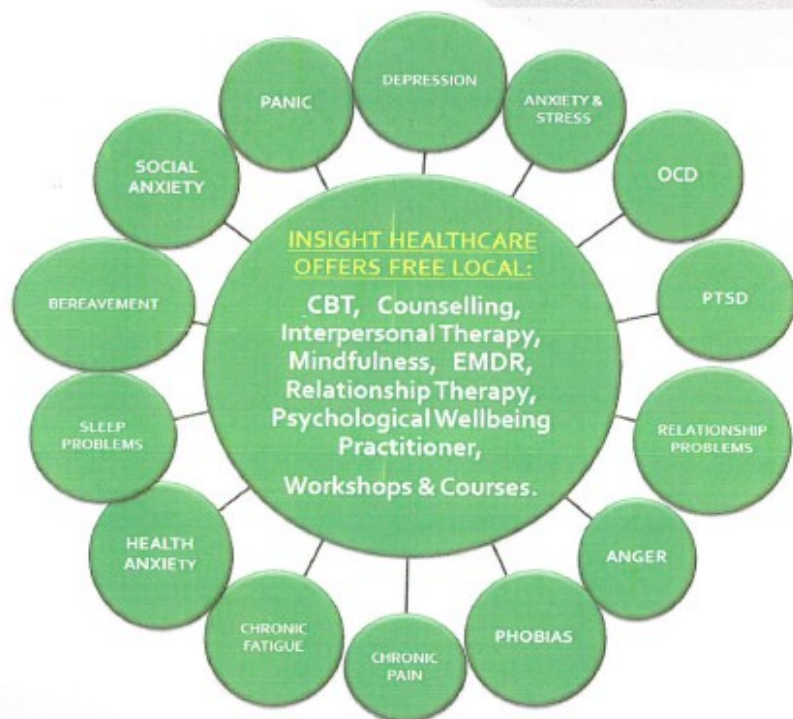 DEPRESSION
ANXIETY &
STRESS
OCD
PTSD
RELATIONSHIP
PROBLEMS
ANGER
PHOBIAS
CHRONIC
PAIN
CHRONIC
FATIGUE
HEALTH
ANXIETY
SLEEP
PROBLEMS
BEREAVEMENT
SOCIAL
ANXIETY
PANIC
INSIGHT HEALTHCARE
OFFERS FREE LOCAL:
CBT, Counselling,
Interpersonal Therapy,
Mindfulness, EMDR,
Relationship Therapy,
Psychological Wellbeing
Practitioner,
Workshops & Courses.